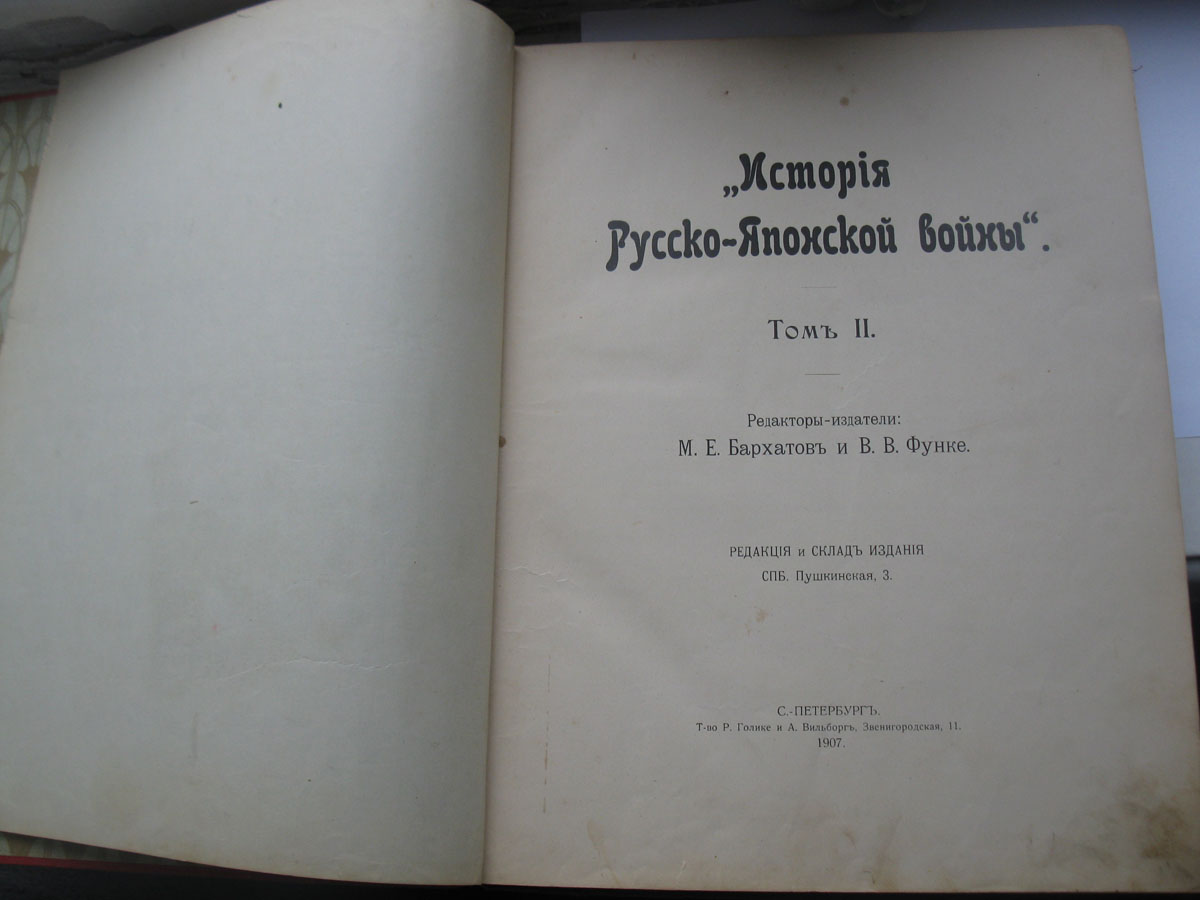 „Исторія
Русско-Японской войны“.
Томъ II.
Редакторы-издатели:
М. Е. Бархатовъ и В. В. Функе.
РЕДАКЦІЯ и СКЛАДЪ ИЗДАНІЯ
СПБ. Пушкинская, 3.
С.-ПЕТЕРБУРГЪ.
Т-во Р. Голике и А. Вильборгъ, Звенигородская, 11.
1907.